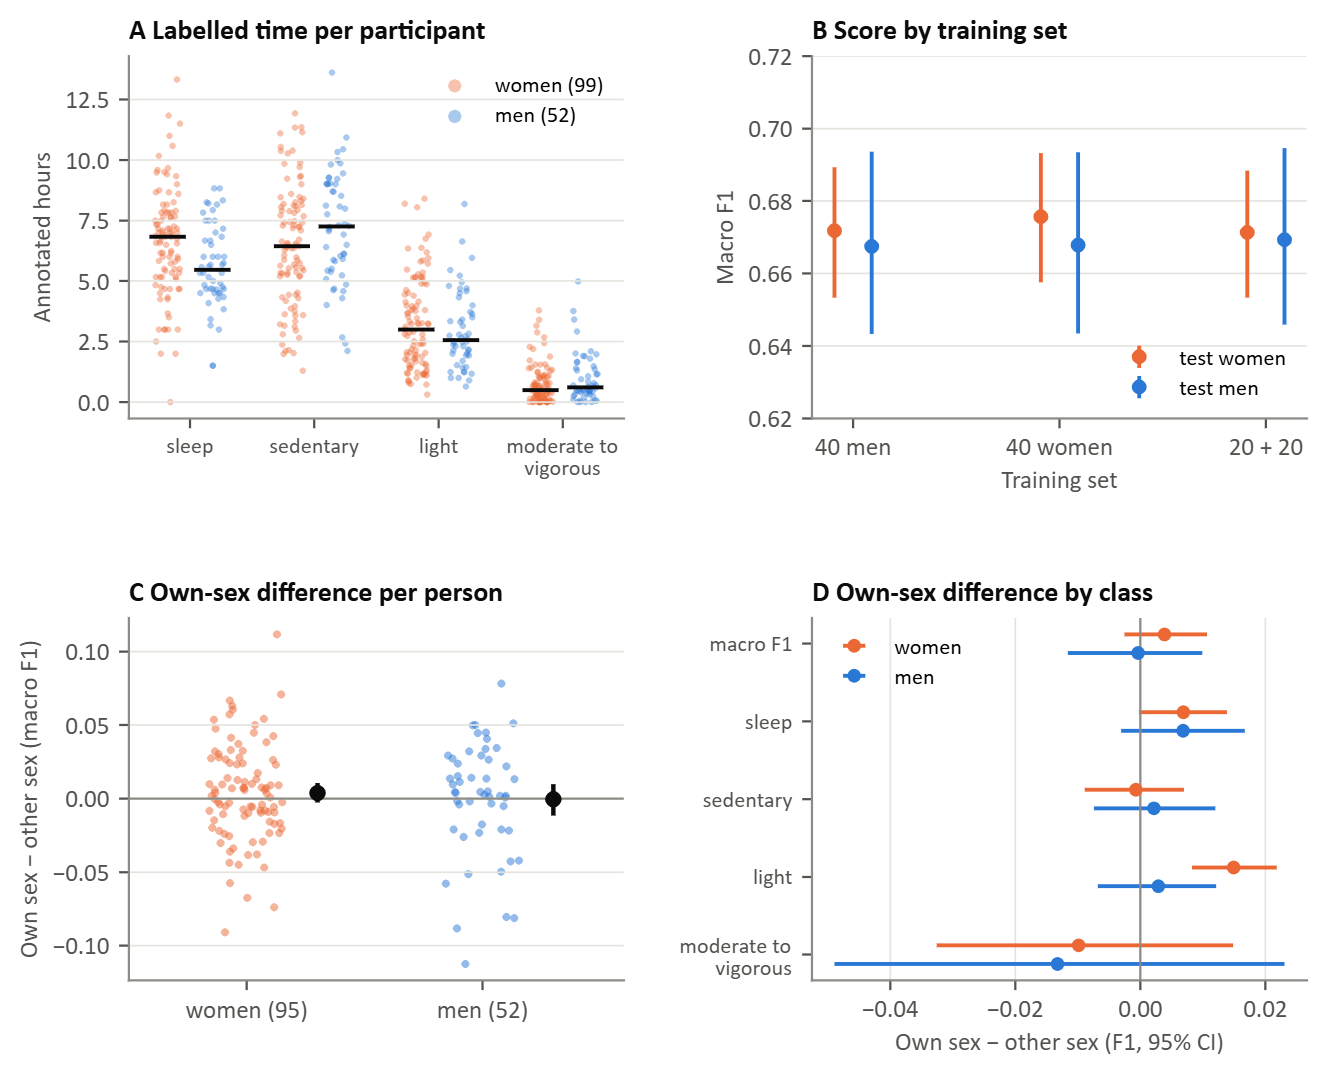 A Labelled time per participant
Annotated hours
12.5
10.0
7.5
5.0
2.5
0.0
women (99)
men (52)
sleep
sedentary
light
moderate to
vigorous
B Score by training set
Macro F1
0.72
0.70
0.68
0.66
0.64
0.62
test women
test men
40 men
40 women
20 + 20
Training set
C Own-sex difference per person
Own sex − other sex (macro F1)
0.10
0.05
0.00
−0.05
−0.10
women (95)
men (52)
D Own-sex difference by class
women
men
macro F1
sleep
sedentary
light
moderate to
vigorous
−0.04
−0.02
0.00
0.02
Own sex − other sex (F1, 95% CI)